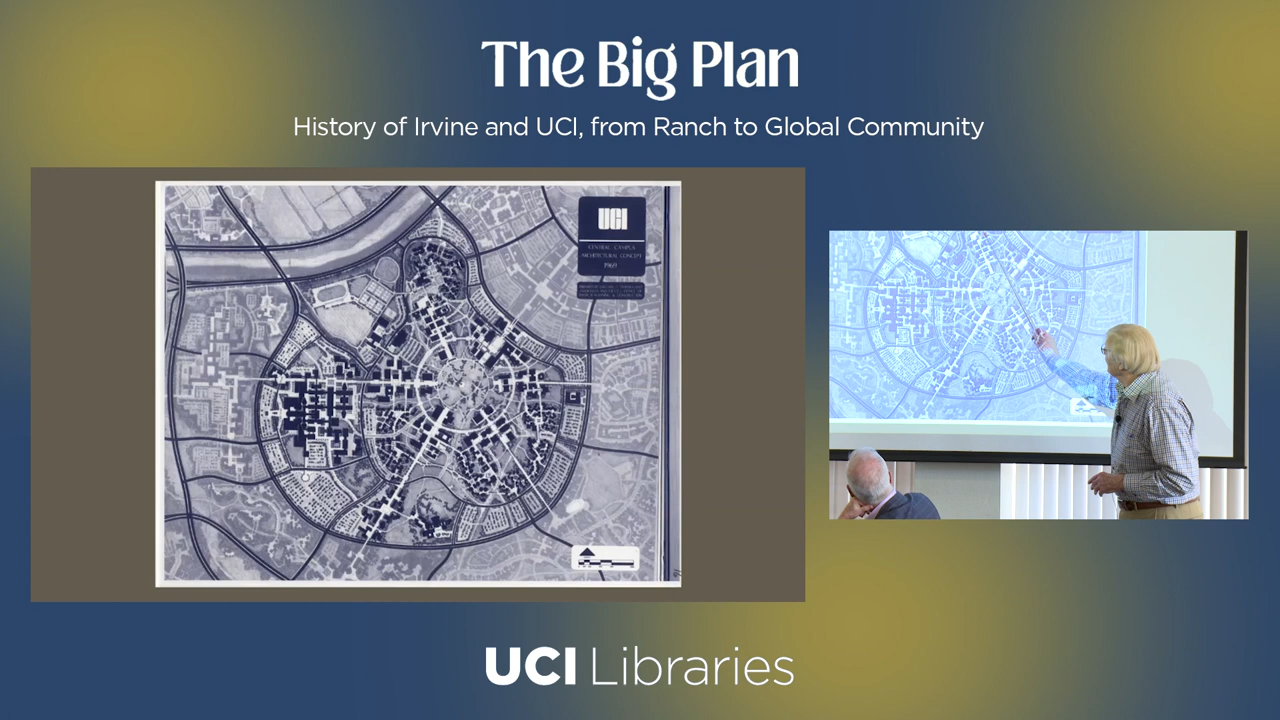 The Big Plan
History of Irvine and UCI, from Ranch to Global Community
UCI
CENTRAL CAMPUS
ARCHITECTURAL CONCEPT
UCI Libraries